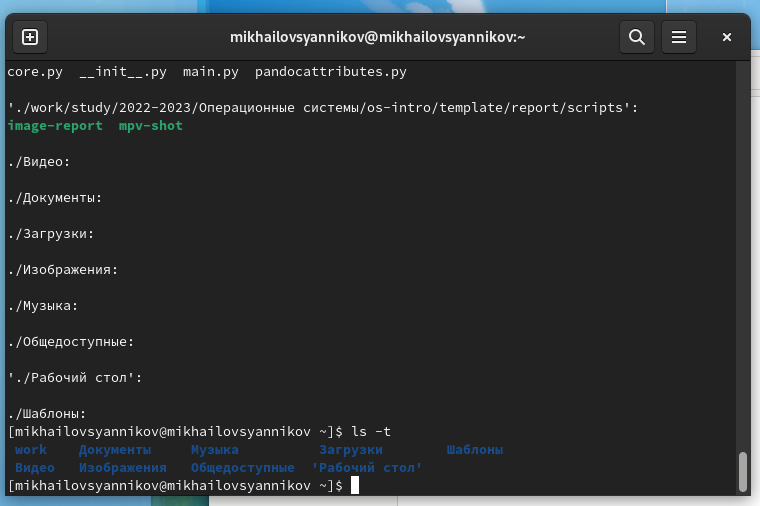 mikhailovsyannikov@mikhailovsyannikov:~
core.py  __init__.py  main.py  pandocattributes.py
'./work/study/2022-2023/Операционные системы/os-intro/template/report/scripts':
image-report  mpv-shot
./Видео:
./Документы:
./Загрузки:
./Изображения:
./Музыка:
./Общедоступные:
'./Рабочий стол':
./Шаблоны:
[mikhailovsyannikov@mikhailovsyannikov ~]$ ls -t
work    Документы     Музыка          Загрузки        Шаблоны
Видео   Изображения   Общедоступные  'Рабочий стол'
[mikhailovsyannikov@mikhailovsyannikov ~]$